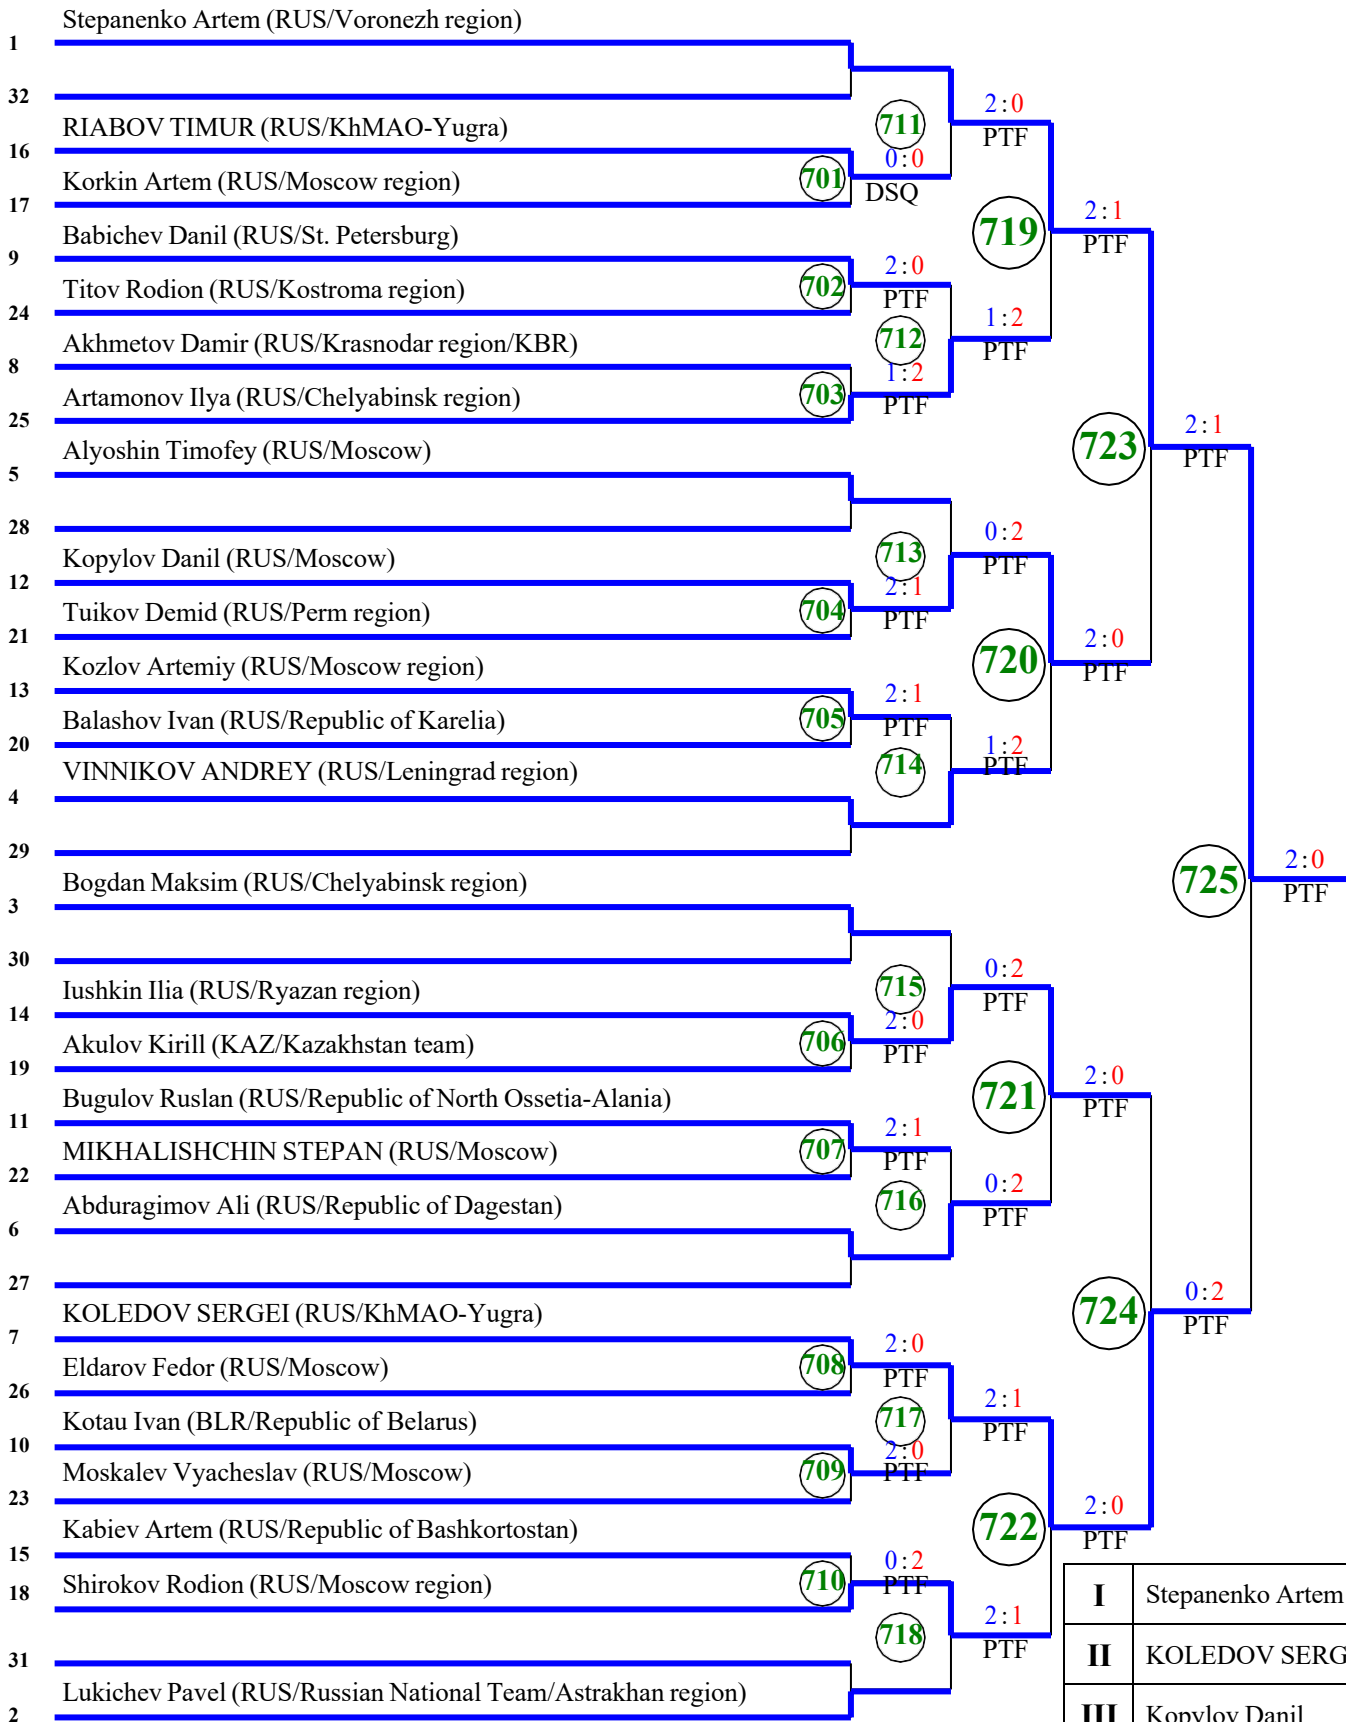 Stepanenko Artem (RUS/Voronezh region)
1
32
2:0
PTF
711
RIABOV TIMUR (RUS/KhMAO-Yugra)
16
0:0
DSQ
701
Korkin Artem (RUS/Moscow region)
17
2:1
PTF
719
Babichev Danil (RUS/St. Petersburg)
9
2:0
PTF
702
Titov Rodion (RUS/Kostroma region)
24
1:2
PTF
712
Akhmetov Damir (RUS/Krasnodar region/KBR)
8
1:2
PTF
703
Artamonov Ilya (RUS/Chelyabinsk region)
25
2:1
PTF
723
Alyoshin Timofey (RUS/Moscow)
5
28
0:2
PTF
713
Kopylov Danil (RUS/Moscow)
12
2:1
PTF
704
Tuikov Demid (RUS/Perm region)
21
2:0
PTF
720
Kozlov Artemiy (RUS/Moscow region)
13
2:1
PTF
705
Balashov Ivan (RUS/Republic of Karelia)
20
1:2
PTF
714
VINNIKOV ANDREY (RUS/Leningrad region)
4
29
2:0
PTF
725
Bogdan Maksim (RUS/Chelyabinsk region)
3
30
0:2
PTF
715
Iushkin Ilia (RUS/Ryazan region)
14
2:0
PTF
706
Akulov Kirill (KAZ/Kazakhstan team)
19
2:0
PTF
721
Bugulov Ruslan (RUS/Republic of North Ossetia-Alania)
11
2:1
PTF
707
MIKHALISHCHIN STEPAN (RUS/Moscow)
22
0:2
PTF
716
Abduragimov Ali (RUS/Republic of Dagestan)
6
27
0:2
PTF
724
KOLEDOV SERGEI (RUS/KhMAO-Yugra)
7
2:0
PTF
708
Eldarov Fedor (RUS/Moscow)
26
2:1
PTF
717
Kotau Ivan (BLR/Republic of Belarus)
10
2:0
PTF
709
Moskalev Vyacheslav (RUS/Moscow)
23
2:0
PTF
722
Kabiev Artem (RUS/Republic of Bashkortostan)
15
0:2
PTF
710
Shirokov Rodion (RUS/Moscow region)
18
2:1
PTF
718
31
Lukichev Pavel (RUS/Russian National Team/Astrakhan region)
2
I Stepanenko Artem
II KOLEDOV SERG
III Kopylov Danil